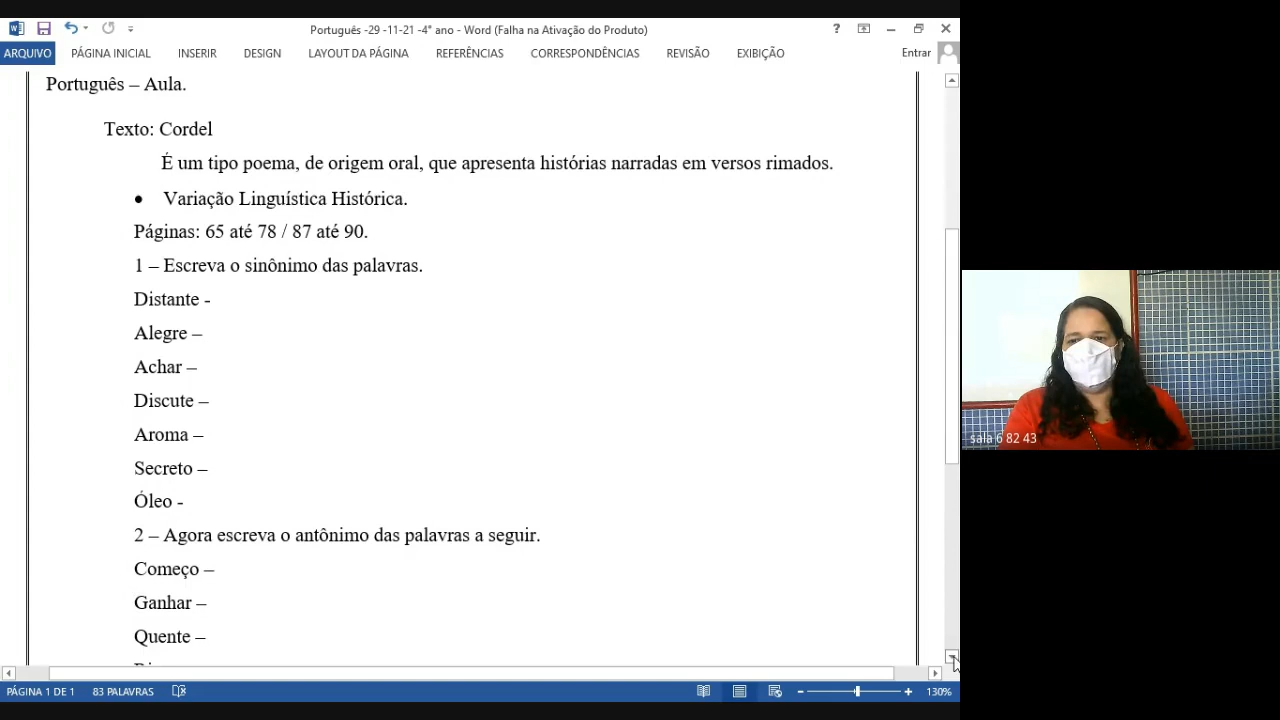 Português -29 -11-21 -4° ano - Word (Falha na Ativação do Produto)
ARQUIVO PÁGINA INICIAL INSERIR DESIGN LAYOUT DA PÁGINA REFERÊNCIAS CORRESPONDÊNCIAS REVISÃO EXIBIÇÃO Entrar
Português – Aula.
Texto: Cordel
É um tipo poema, de origem oral, que apresenta histórias narradas em versos rimados.
• Variação Linguística Histórica.
Páginas: 65 até 78 / 87 até 90.
1 – Escreva o sinônimo das palavras.
Distante -
Alegre –
Achar –
Discute –
Aroma –
Secreto –
Óleo -
2 – Agora escreva o antônimo das palavras a seguir.
Começo –
Ganhar –
Quente –
PÁGINA 1 DE 1 83 PALAVRAS 130%
sala 6 82 43